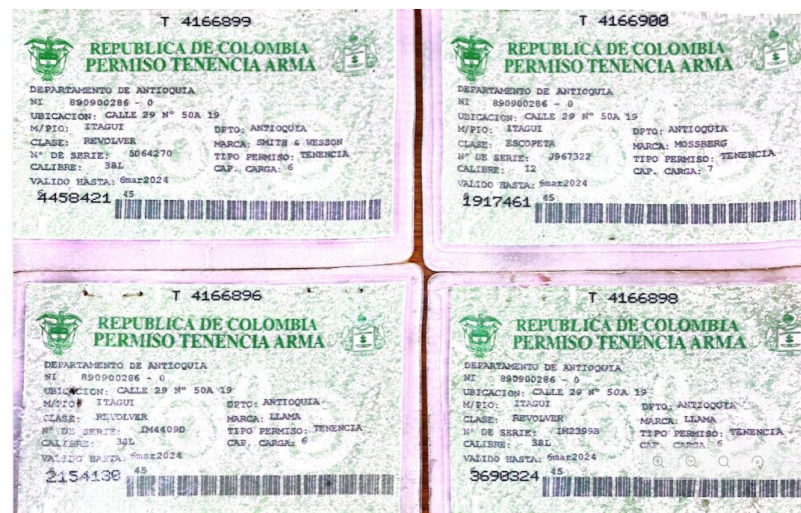 T 4166899
REPUBLICA DE COLOMBIA
PERMISO TENENCIA ARMA
DEPARTAMENTO DE ANTIOQUIA
NI 890900286 - 0
UBICACION: CALLE 29 Nº 50A 19
M/PIO: ITAGUI DPTO: ANTIOQUIA
CLASE: REVOLVER MARCA: SMITH & WESSON
Nº DE SERIE: 5064270 TIPO PERMISO: TENENCIA
CALIBRE: 38L CAP. CARGA: 6
VALIDO HASTA: 6mar2024
4458421 45
T 4166900
REPUBLICA DE COLOMBIA
PERMISO TENENCIA ARMA
DEPARTAMENTO DE ANTIOQUIA
NI 890900286 - 0
UBICACION: CALLE 29 Nº 50A 19
M/PIO: ITAGUI DPTO: ANTIOQUIA
CLASE: ESCOPETA MARCA: MOSSBERG
Nº DE SERIE: J967322 TIPO PERMISO: TENENCIA
CALIBRE: 12 CAP. CARGA: 7
VALIDO HASTA: 6mar2024
1917461 45
T 4166896
REPUBLICA DE COLOMBIA
PERMISO TENENCIA ARMA
DEPARTAMENTO DE ANTIOQUIA
NI 890900286 - 0
UBICACION: CALLE 29 Nº 50A 19
M/PIO: ITAGUI DPTO: ANTIOQUIA
CLASE: REVOLVER MARCA: LLAMA
Nº DE SERIE: IM4409D TIPO PERMISO: TENENCIA
CALIBRE: 38L CAP. CARGA: 6
VALIDO HASTA: 6mar2024
2154130 45
T 4166898
REPUBLICA DE COLOMBIA
PERMISO TENENCIA ARMA
DEPARTAMENTO DE ANTIOQUIA
NI 890900286 - 0
UBICACION: CALLE 29 Nº 50A 19
M/PIO: ITAGUI DPTO: ANTIOQUIA
CLASE: REVOLVER MARCA: LLAMA
Nº DE SERIE: IM2399B TIPO PERMISO: TENENCIA
CALIBRE: 38L CAP. CARGA 6
VALIDO HASTA: 6mar2024
3690324 45